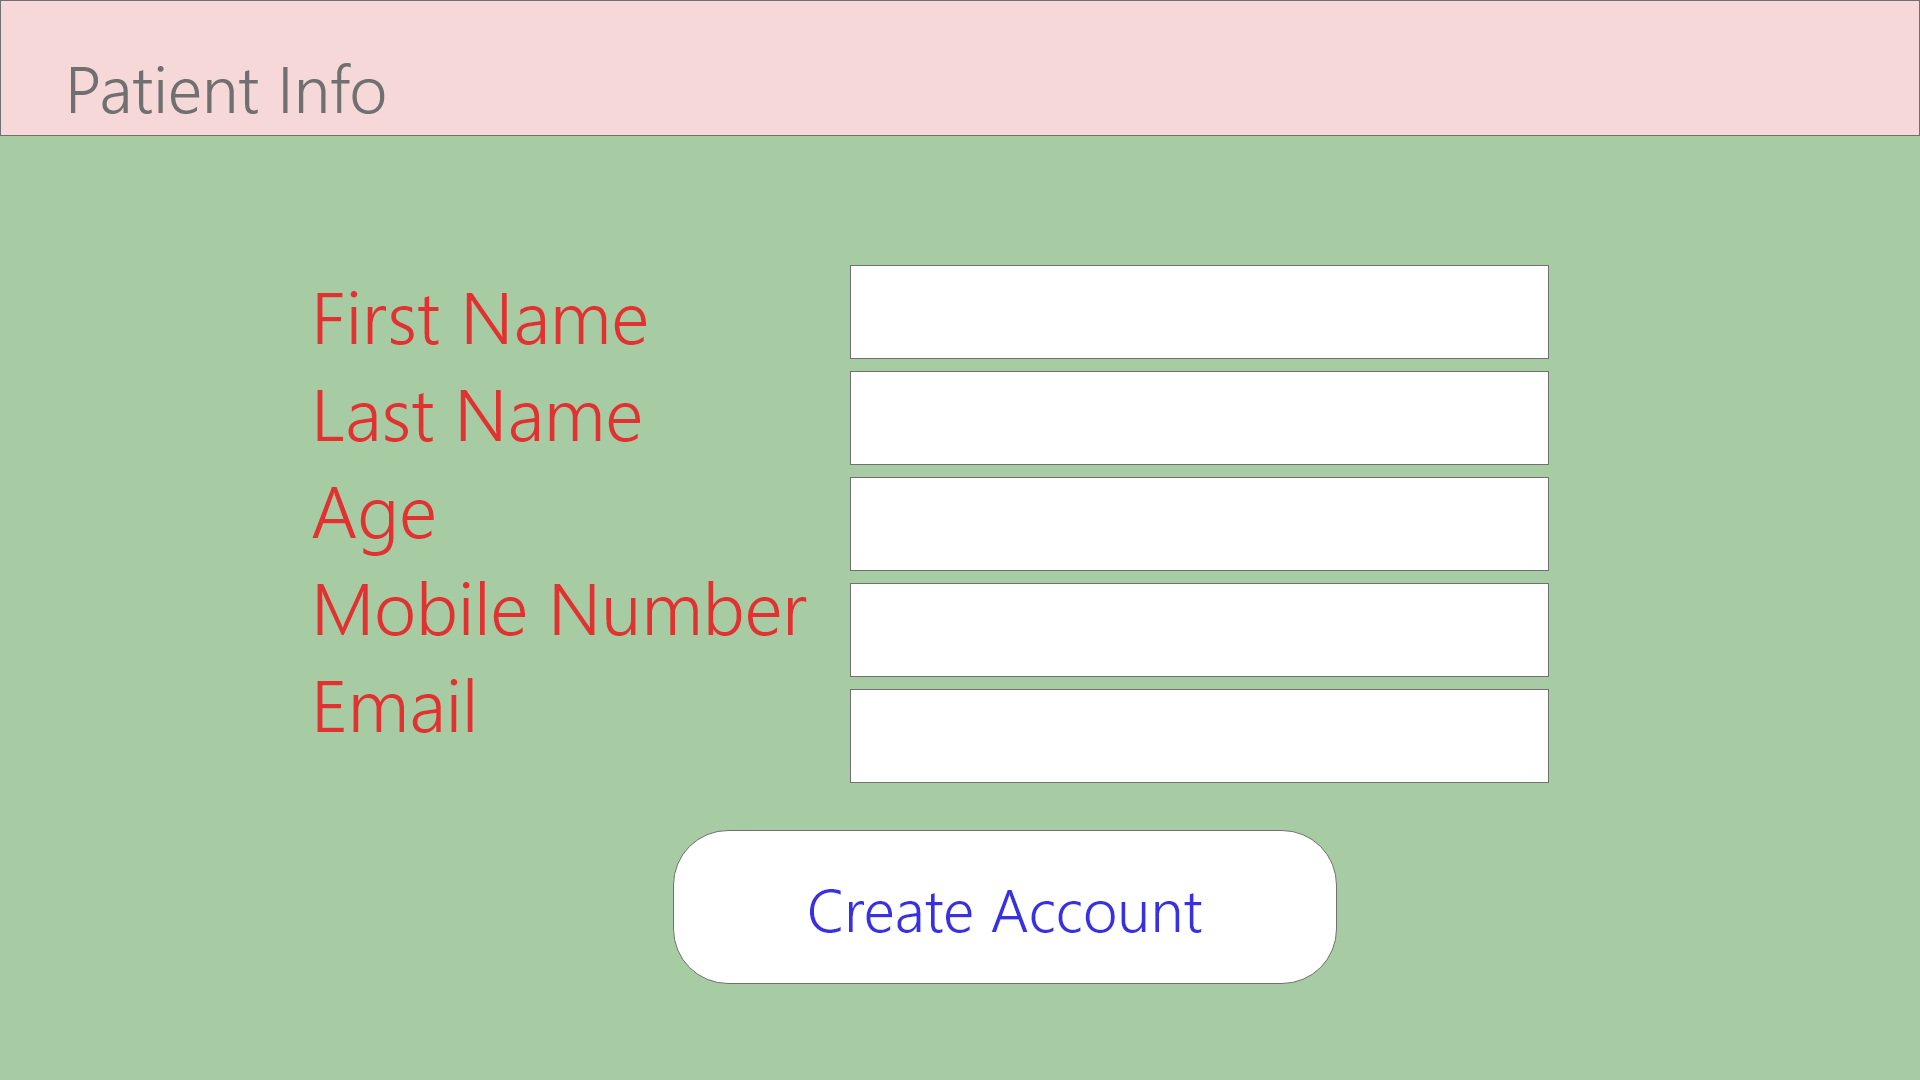 Patient Info
First Name
Last Name
Age
Mobile Number
Email
Create Account